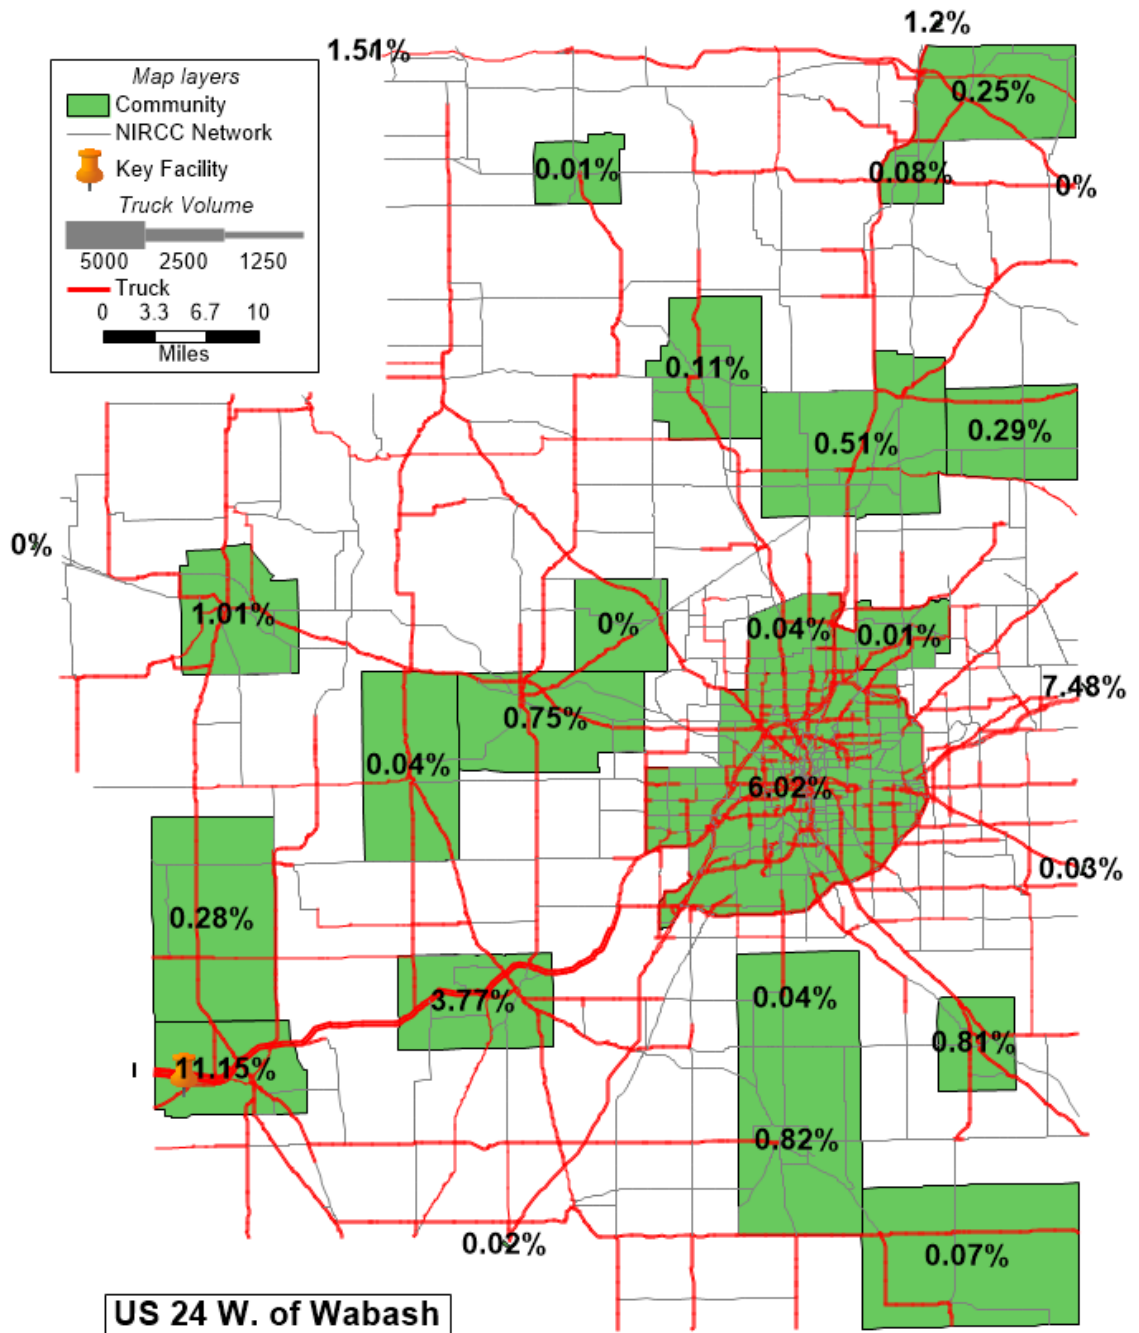 1.2%
1.51%
Map layers
Community
NIRCC Network
Key Facility
Truck Volume
5000 2500 1250
Truck
0 3.3 6.7 10
Miles
0.25%
0.01%
0.08%
0%
0.11%
0.51%
0.29%
0%
1.01%
0%
0.04%
0.01%
7.48%
0.75%
0.04%
6.02%
0.03%
0.28%
3.77%
0.04%
0.81%
11.15%
0.82%
0.02%
0.07%
US 24 W. of Wabash